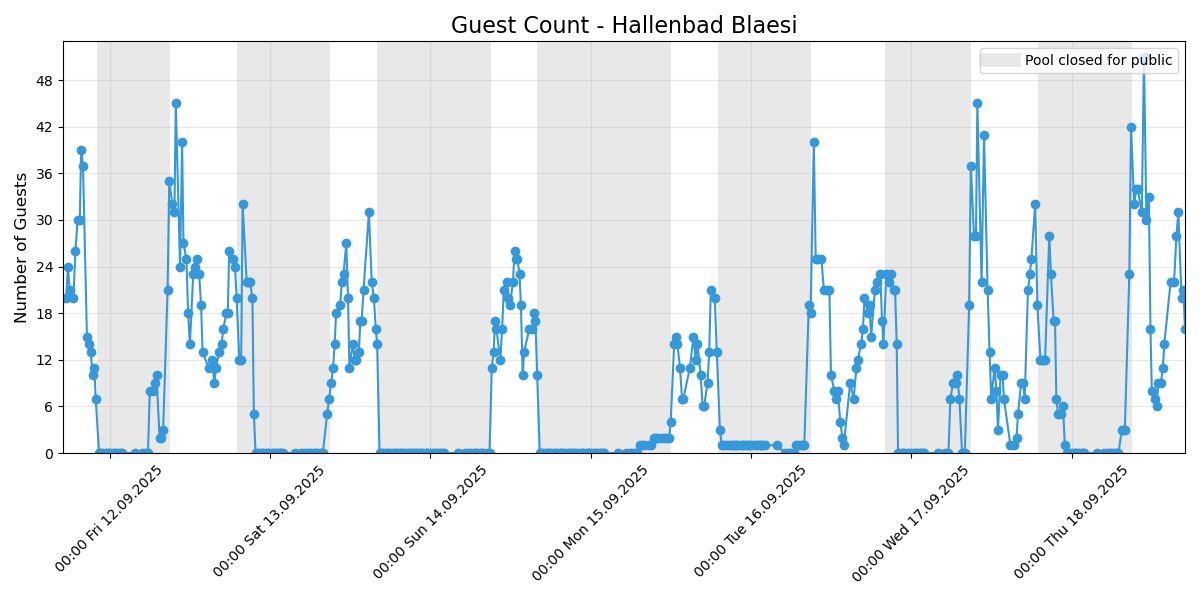 Guest Count - Hallenbad Blaesi
Pool closed for public
Number of Guests
48
42
36
30
24
18
12
6
0
00:00 Fri 12.09.2025
00:00 Sat 13.09.2025
00:00 Sun 14.09.2025
00:00 Mon 15.09.2025
00:00 Tue 16.09.2025
00:00 Wed 17.09.2025
00:00 Thu 18.09.2025